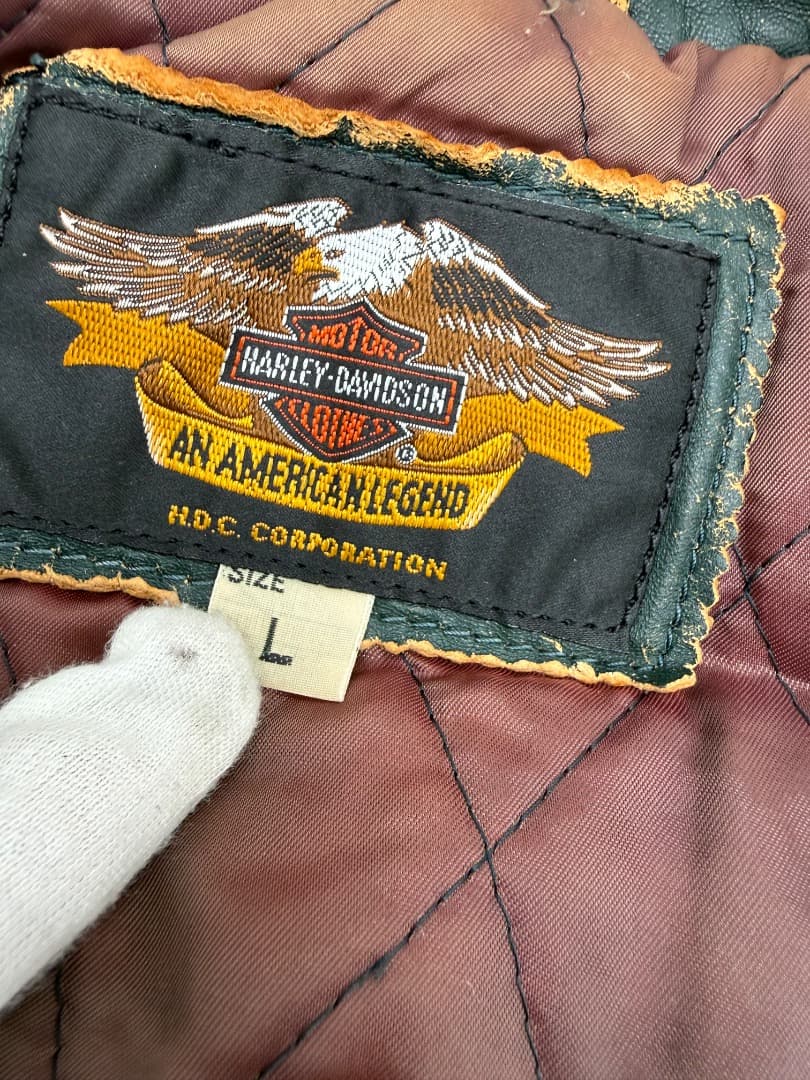 MOTOR
HARLEY-DAVIDSON
CLOTHES
®
AN AMERICAN LEGEND
H.D.C. CORPORATION
SIZE
L